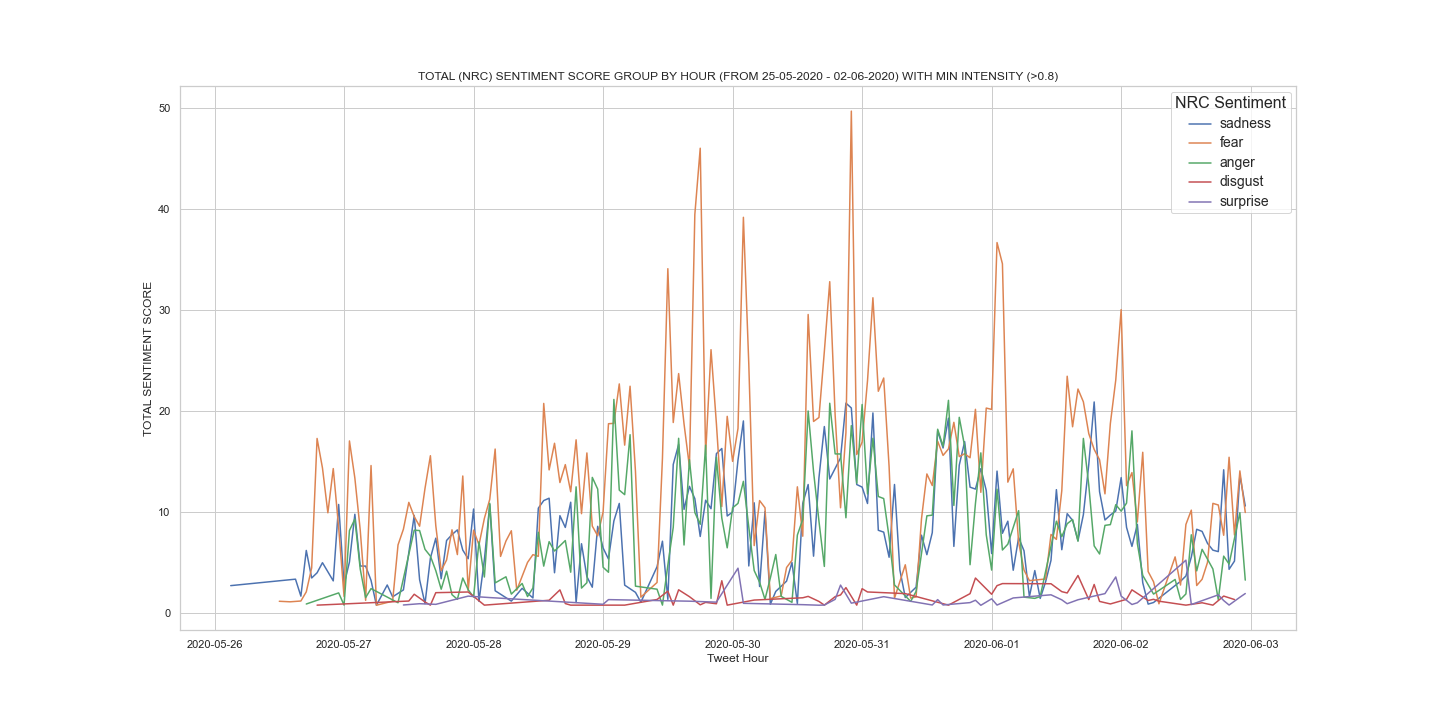 TOTAL (NRC) SENTIMENT SCORE GROUP BY HOUR (FROM 25-05-2020 - 02-06-2020) WITH MIN INTENSITY (>0.8)
NRC Sentiment
sadness
fear
anger
disgust
surprise
TOTAL SENTIMENT SCORE
50
40
30
20
10
0
2020-05-26 2020-05-27 2020-05-28 2020-05-29 2020-05-30 2020-05-31 2020-06-01 2020-06-02 2020-06-03
Tweet Hour